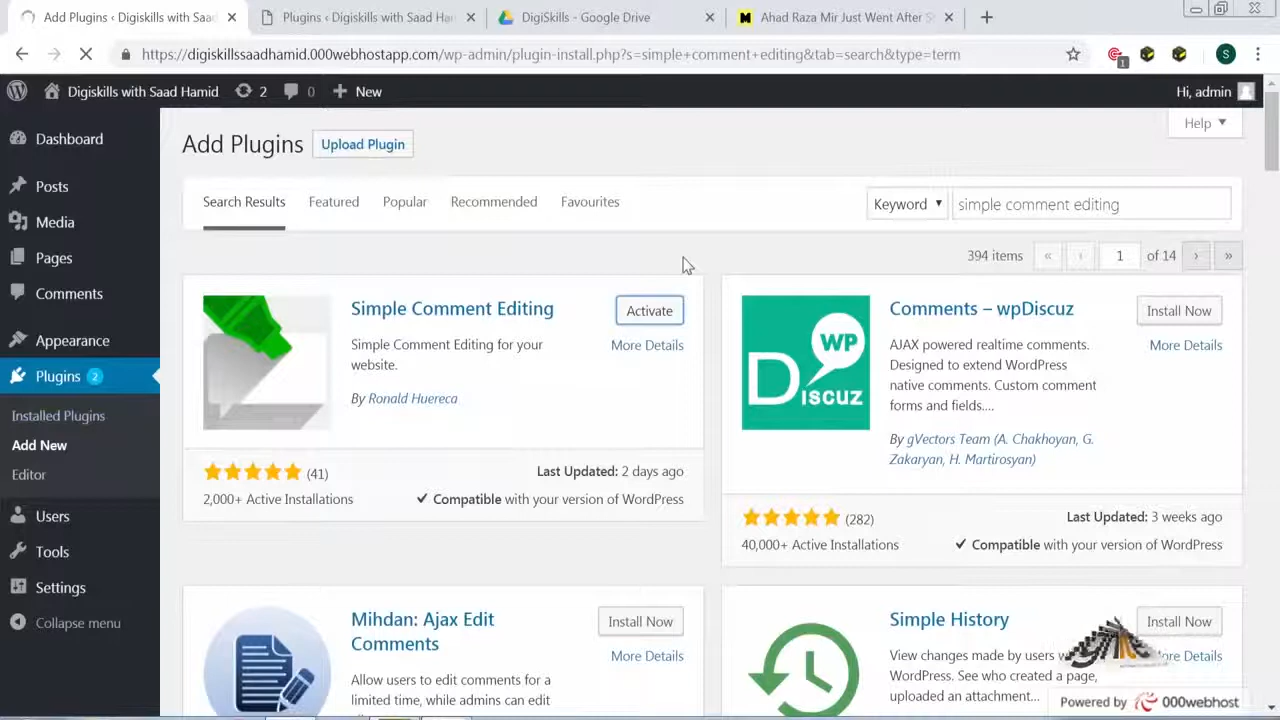 Add Plugins ‹ Digiskills with Saad
Plugins ‹ Digiskills with Saad Ham
DigiSkills - Google Drive
Ahad Raza Mir Just Went After S
https://digiskillssaadhamid.000webhostapp.com/wp-admin/plugin-install.php?s=simple+comment+editing&tab=search&type=term
1
S
Digiskills with Saad Hamid
2
0
New
Hi, admin
Dashboard
Posts
Media
Pages
Comments
Appearance
Plugins 2
Installed Plugins
Add New
Editor
Users
Tools
Settings
Collapse menu
Help ▼
Add Plugins
Upload Plugin
Search Results
Featured
Popular
Recommended
Favourites
Keyword ▼
simple comment editing
394 items
«
‹
1
of 14
›
»
Simple Comment Editing
Activate
More Details
Simple Comment Editing for your
website.
By Ronald Huereca
(41)
Last Updated: 2 days ago
2,000+ Active Installations
✔ Compatible with your version of WordPress
WP
DISCUZ
Comments – wpDiscuz
Install Now
More Details
AJAX powered realtime comments.
Designed to extend WordPress
native comments. Custom comment
forms and fields....
By gVectors Team (A. Chakhoyan, G.
Zakaryan, H. Martirosyan)
(282)
Last Updated: 3 weeks ago
40,000+ Active Installations
✔ Compatible with your version of WordPress
Mihdan: Ajax Edit
Comments
Install Now
More Details
Allow users to edit comments for a
limited time, while admins can edit
Simple History
Install Now
More Details
View changes made by users
WordPress. See who created a page,
uploaded an attachment...
Powered by 000webhost